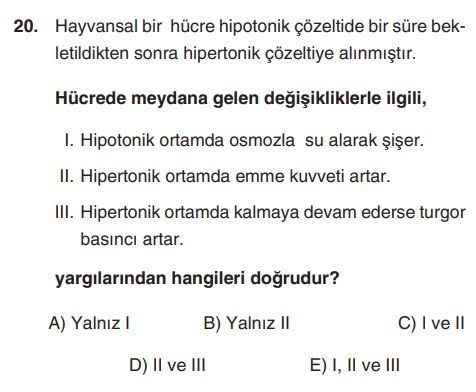 20. Hayvansal bir hücre hipotonik çözeltide bir süre bek-
letildikten sonra hipertonik çözeltiye alınmıştır.
Hücrede meydana gelen değişikliklerle ilgili,
I. Hipotonik ortamda osmozla su alarak şişer.
II. Hipertonik ortamda emme kuvveti artar.
III. Hipertonik ortamda kalmaya devam ederse turgor
basıncı artar.
yargılarından hangileri doğrudur?
A) Yalnız I B) Yalnız II C) I ve II
D) II ve III E) I, II ve III